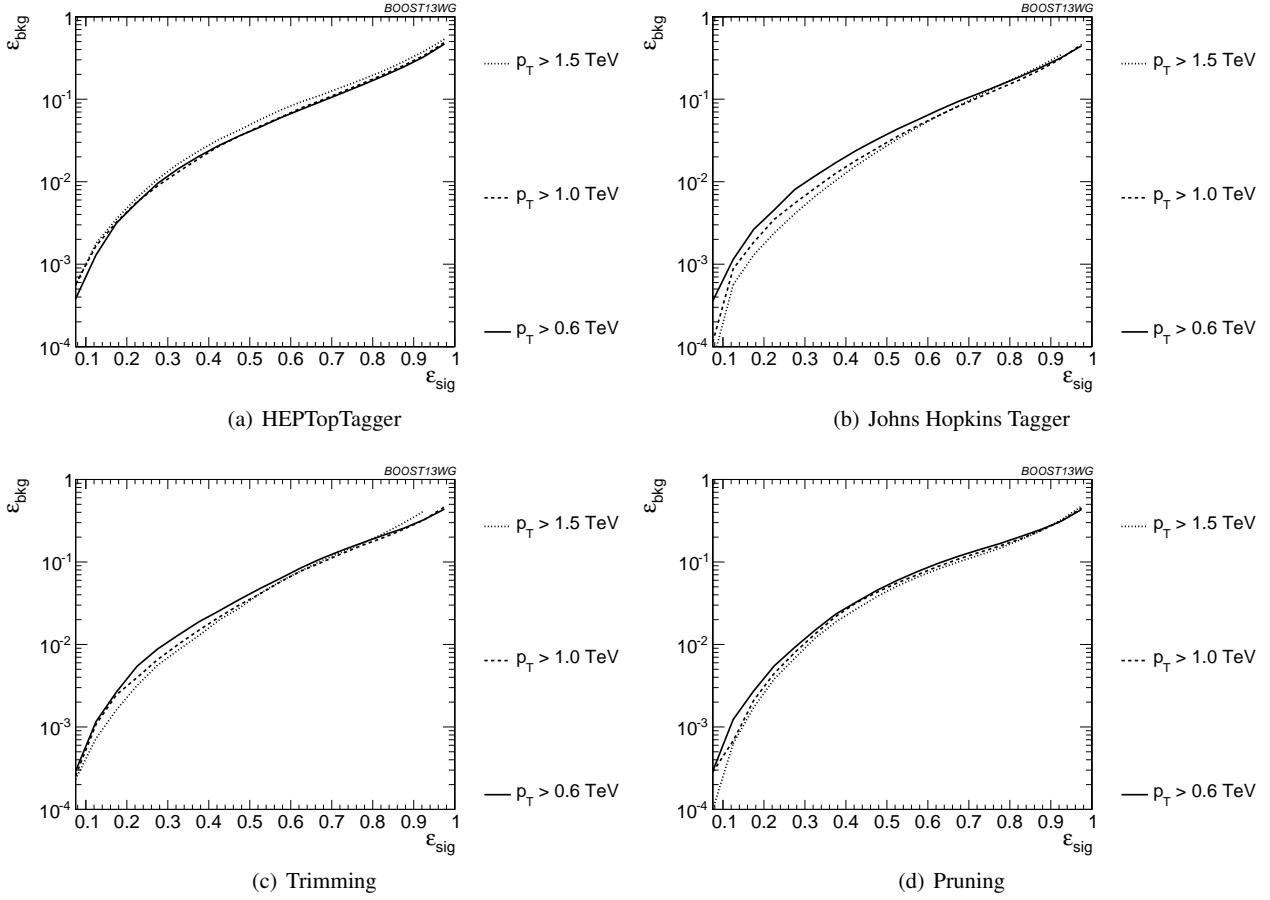 BOOST13WG
ε_bkg
1
10^-1
10^-2
10^-3
10^-4
0.1 0.2 0.3 0.4 0.5 0.6 0.7 0.8 0.9 1
ε_sig
p_T > 1.5 TeV
p_T > 1.0 TeV
p_T > 0.6 TeV
(a) HEPTopTagger
BOOST13WG
ε_bkg
1
10^-1
10^-2
10^-3
10^-4
0.1 0.2 0.3 0.4 0.5 0.6 0.7 0.8 0.9 1
ε_sig
p_T > 1.5 TeV
p_T > 1.0 TeV
p_T > 0.6 TeV
(b) Johns Hopkins Tagger
BOOST13WG
ε_bkg
1
10^-1
10^-2
10^-3
10^-4
0.1 0.2 0.3 0.4 0.5 0.6 0.7 0.8 0.9 1
ε_sig
p_T > 1.5 TeV
p_T > 1.0 TeV
p_T > 0.6 TeV
(c) Trimming
BOOST13WG
ε_bkg
1
10^-1
10^-2
10^-3
10^-4
0.1 0.2 0.3 0.4 0.5 0.6 0.7 0.8 0.9 1
ε_sig
p_T > 1.5 TeV
p_T > 1.0 TeV
p_T > 0.6 TeV
(d) Pruning